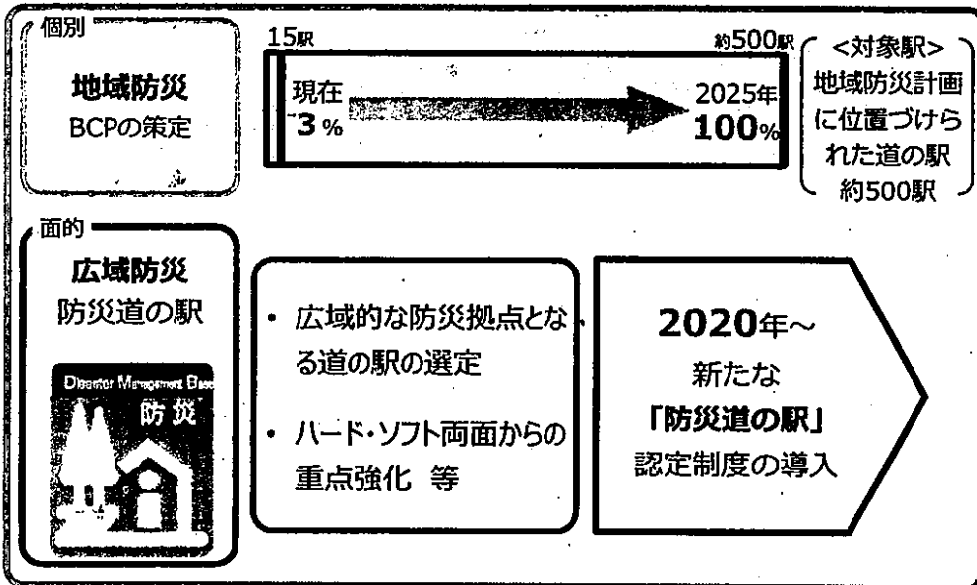 個別
地域防災
BCPの策定
15駅
約500駅
現在
3%
2025年
100%
<対象駅>
地域防災計画
に位置づけら
れた道の駅
約500駅
面的
広域防災
防災道の駅
Disaster Management Base
防災
・ 広域的な防災拠点とな
る道の駅の選定
・ ハード・ソフト両面からの
重点強化 等
2020年～
新たな
「防災道の駅」
認定制度の導入